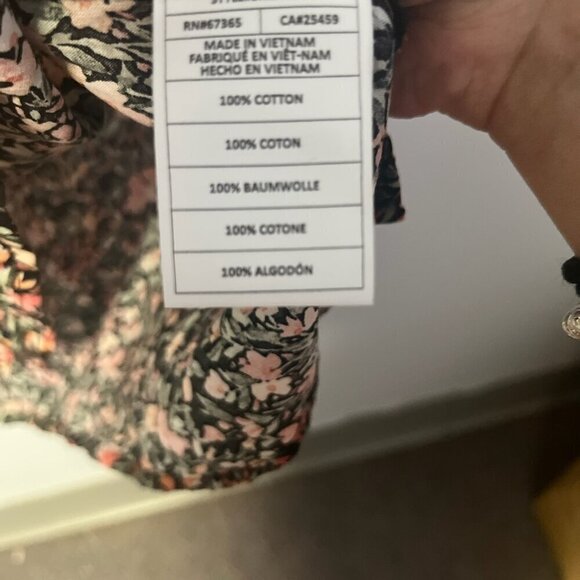 RN#67365 CA#25459
MADE IN VIETNAM
FABRIQUÉ EN VIÊT-NAM
HECHO EN VIETNAM
100% COTTON
100% COTON
100% BAUMWOLLE
100% COTONE
100% ALGODÓN